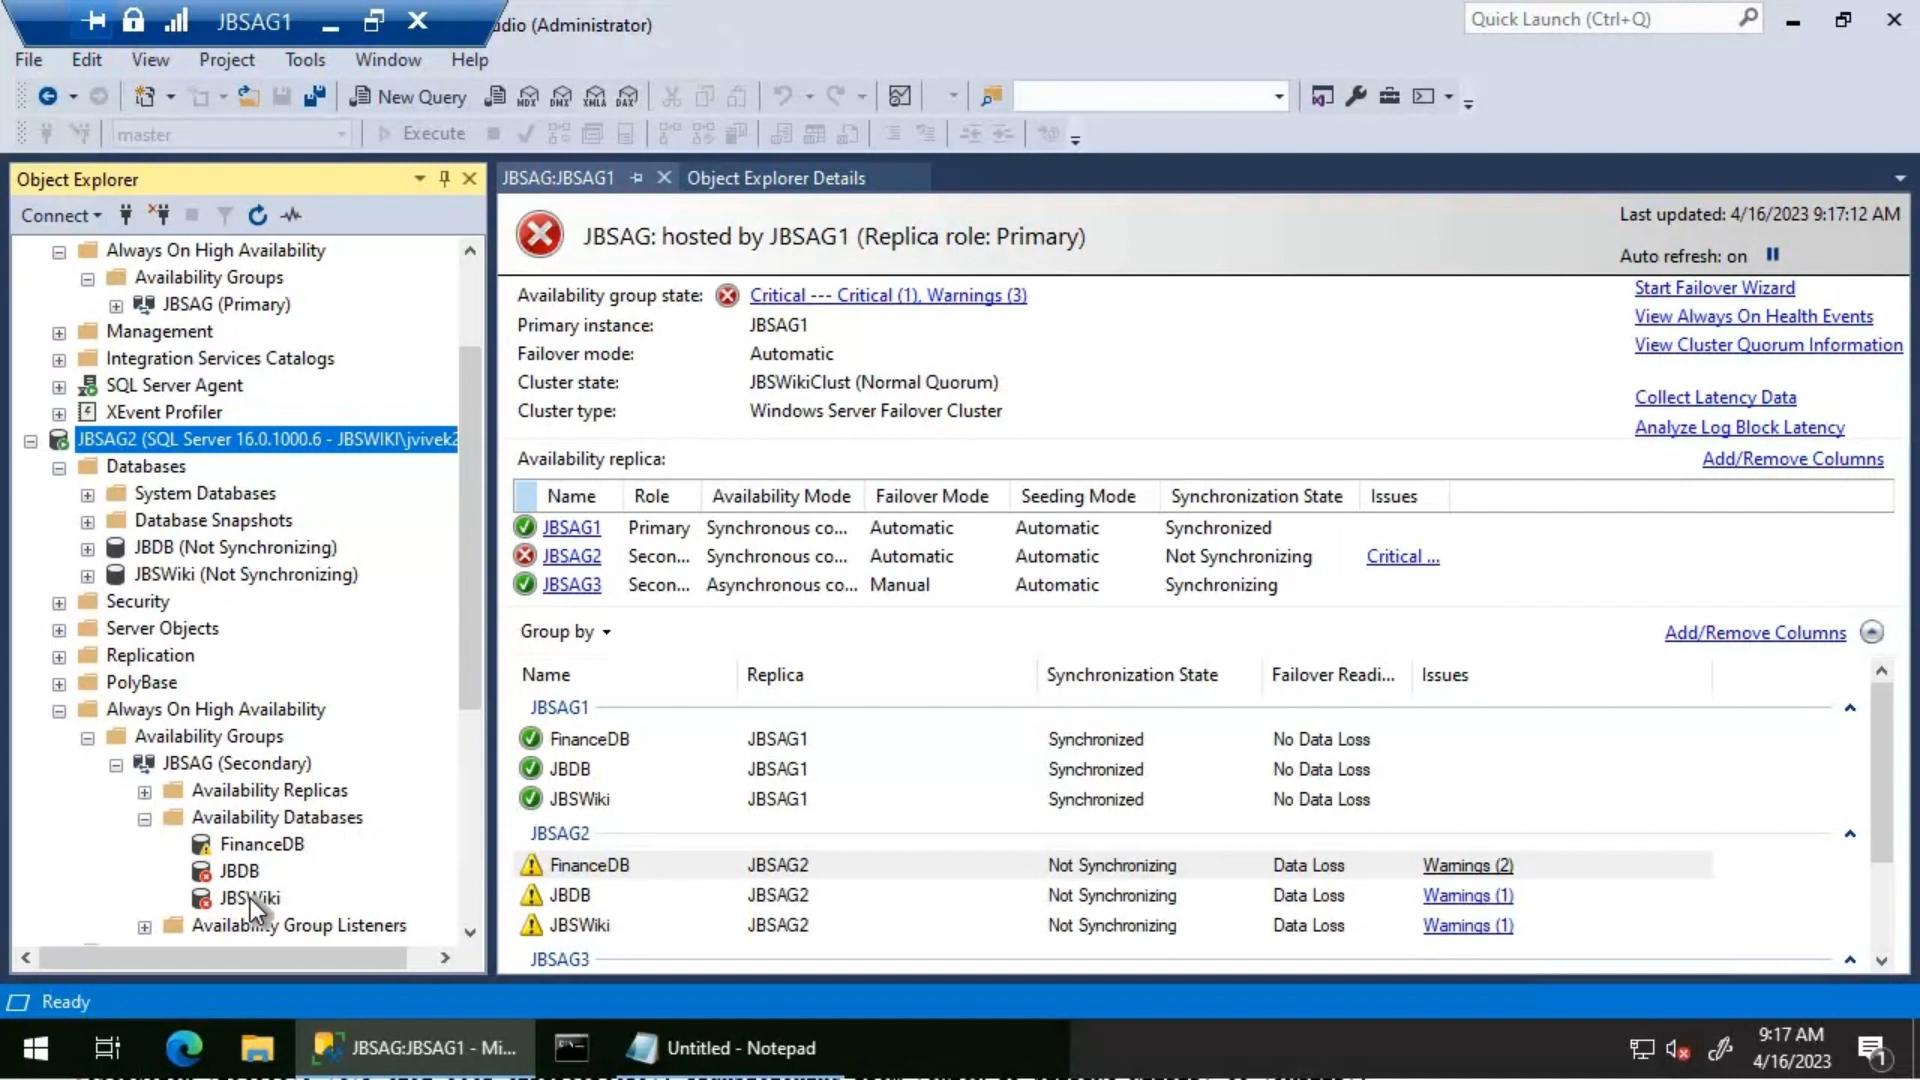 JBSAG1
udio (Administrator)
Quick Launch (Ctrl+Q)
File Edit View Project Tools Window Help
New Query MDX DMX XMLA DAX
master Execute
Object Explorer
Connect
Always On High Availability
Availability Groups
JBSAG (Primary)
Management
Integration Services Catalogs
SQL Server Agent
XEvent Profiler
JBSAG2 (SQL Server 16.0.1000.6 - JBSWIKI\jvivek2
Databases
System Databases
Database Snapshots
JBDB (Not Synchronizing)
JBSWiki (Not Synchronizing)
Security
Server Objects
Replication
PolyBase
Always On High Availability
Availability Groups
JBSAG (Secondary)
Availability Replicas
Availability Databases
FinanceDB
JBDB
JBSWiki
Availability Group Listeners
JBSAG:JBSAG1 Object Explorer Details
JBSAG: hosted by JBSAG1 (Replica role: Primary)
Last updated: 4/16/2023 9:17:12 AM
Auto refresh: on
Availability group state: Critical --- Critical (1), Warnings (3)
Primary instance: JBSAG1
Failover mode: Automatic
Cluster state: JBSWikiClust (Normal Quorum)
Cluster type: Windows Server Failover Cluster
Start Failover Wizard
View Always On Health Events
View Cluster Quorum Information
Collect Latency Data
Analyze Log Block Latency
Availability replica: Add/Remove Columns
Name Role Availability Mode Failover Mode Seeding Mode Synchronization State Issues
JBSAG1 Primary Synchronous co... Automatic Automatic Synchronized
JBSAG2 Secon... Synchronous co... Automatic Automatic Not Synchronizing Critical ...
JBSAG3 Secon... Asynchronous co... Manual Automatic Synchronizing
Group by Add/Remove Columns
Name Replica Synchronization State Failover Readi... Issues
JBSAG1
FinanceDB JBSAG1 Synchronized No Data Loss
JBDB JBSAG1 Synchronized No Data Loss
JBSWiki JBSAG1 Synchronized No Data Loss
JBSAG2
FinanceDB JBSAG2 Not Synchronizing Data Loss Warnings (2)
JBDB JBSAG2 Not Synchronizing Data Loss Warnings (1)
JBSWiki JBSAG2 Not Synchronizing Data Loss Warnings (1)
JBSAG3
Ready
JBSAG:JBSAG1 - Mi... Untitled - Notepad
9:17 AM
4/16/2023
1